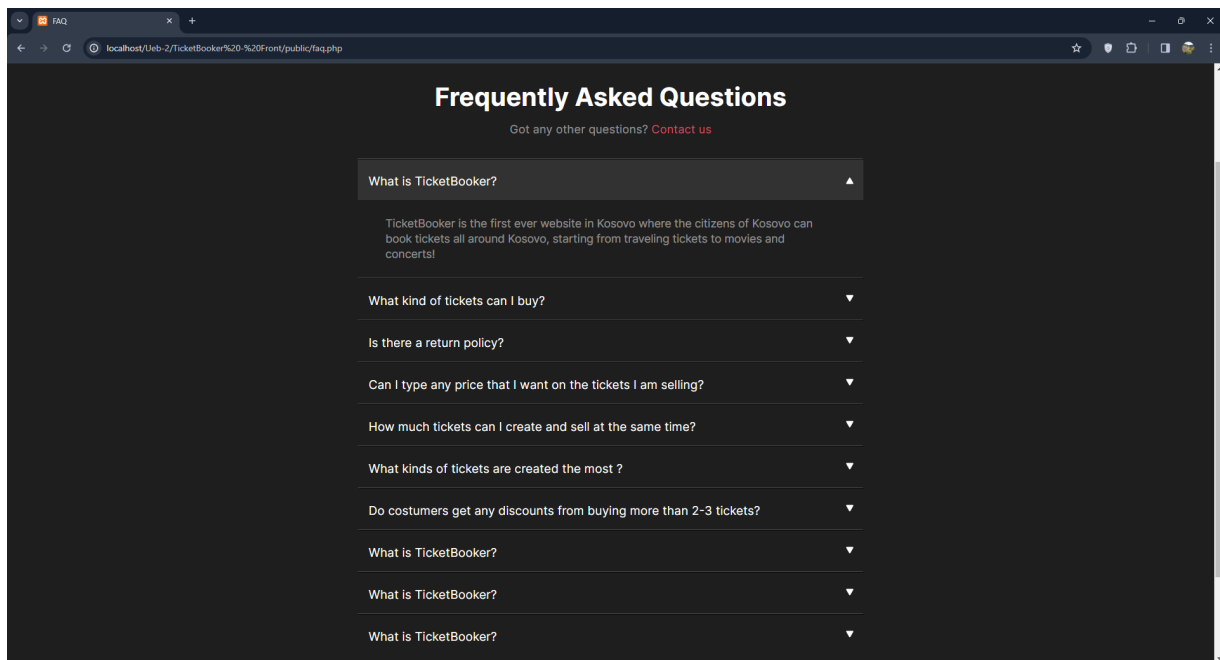 FAQ
localhost/Ueb-2/TicketBooker%20-%20Front/public/faq.php
Frequently Asked Questions
Got any other questions? Contact us
What is TicketBooker?
TicketBooker is the first ever website in Kosovo where the citizens of Kosovo can
book tickets all around Kosovo, starting from traveling tickets to movies and
concerts!
What kind of tickets can I buy?
Is there a return policy?
Can I type any price that I want on the tickets I am selling?
How much tickets can I create and sell at the same time?
What kinds of tickets are created the most ?
Do costumers get any discounts from buying more than 2-3 tickets?
What is TicketBooker?
What is TicketBooker?
What is TicketBooker?